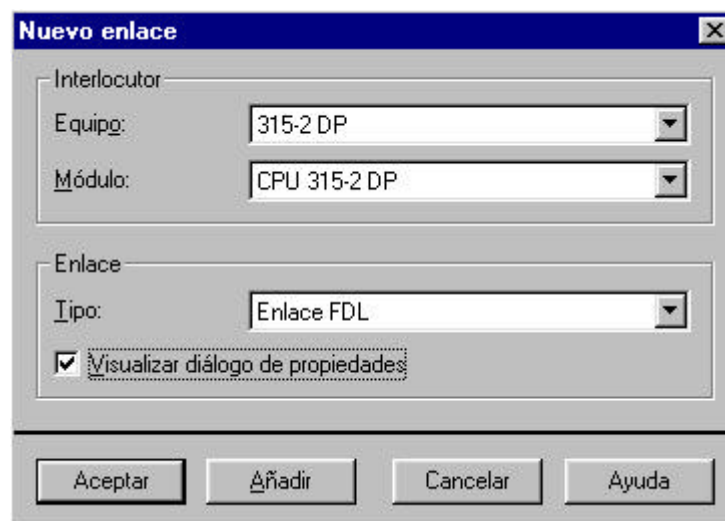 Nuevo enlace
Interlocutor
Equipo: 315-2 DP
Módulo: CPU 315-2 DP
Enlace
Tipo: Enlace FDL
Visualizar diálogo de propiedades
Aceptar Añadir Cancelar Ayuda